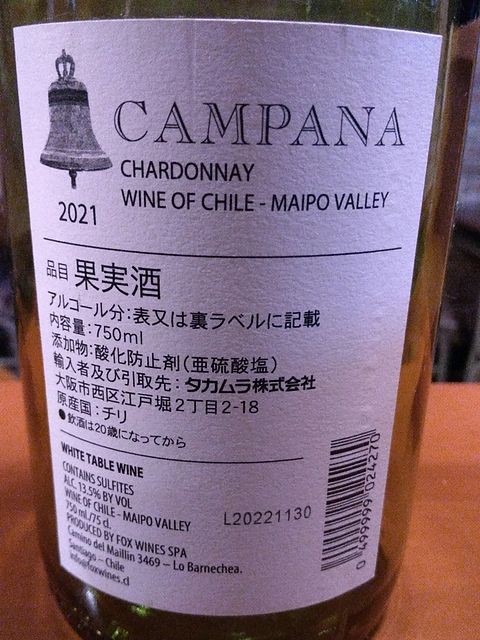 CAMPANA
CHARDONNAY
WINE OF CHILE - MAIPO VALLEY
2021
品目 果実酒
アルコール分:表又は裏ラベルに記載
内容量:750ml
添加物:酸化防止剤(亜硫酸塩)
輸入者及び引取先:タカムラ株式会社
大阪市西区江戸堀2丁目2-18
原産国:チリ
●飲酒は20歳になってから
WHITE TABLE WINE
CONTAINS SULFITES
ALC. 13.5% BY VOL
WINE OF CHILE - MAIPO VALLEY
750 ml/75 cl.
PRODUCED BY FOX WINES SPA
Camino del Maillin 3469 – Lo Barnechea.
Santiago – Chile
info@foxwines.cl
L20221130
0 499999 024270